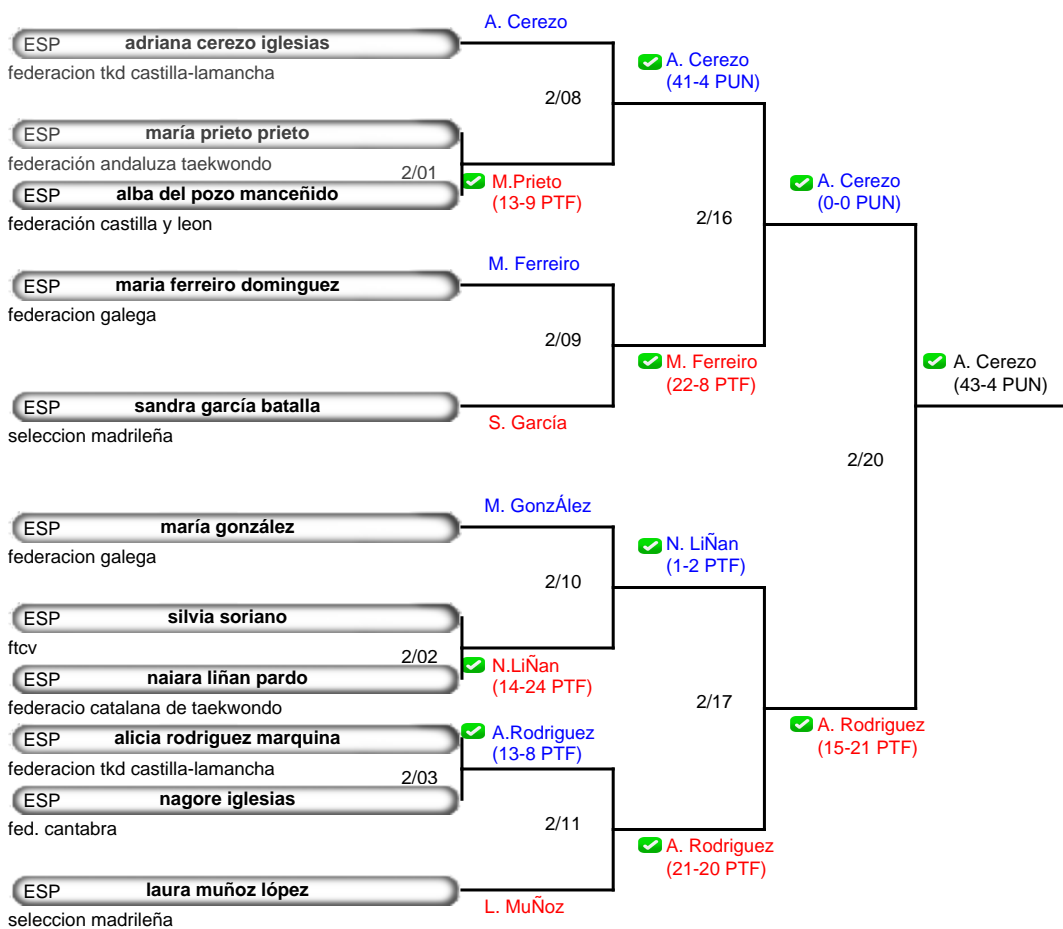 A. Cerezo
ESP adriana cerezo iglesias
federacion tkd castilla-lamancha
A. Cerezo
(41-4 PUN)
2/08
ESP maría prieto prieto
federación andaluza taekwondo
2/01
M.Prieto
(13-9 PTF)
ESP alba del pozo manceñido
federación castilla y leon
A. Cerezo
(0-0 PUN)
2/16
M. Ferreiro
ESP maria ferreiro dominguez
federacion galega
2/09
M. Ferreiro
(22-8 PTF)
A. Cerezo
(43-4 PUN)
ESP sandra garcía batalla
S. García
seleccion madrileña
2/20
M. GonzÁlez
ESP maría gonzález
federacion galega
N. LiÑan
(1-2 PTF)
2/10
ESP silvia soriano
ftcv
2/02
N.LiÑan
(14-24 PTF)
ESP naiara liñan pardo
federacio catalana de taekwondo
2/17
A. Rodriguez
(15-21 PTF)
ESP alicia rodriguez marquina
A.Rodriguez
(13-8 PTF)
federacion tkd castilla-lamancha
2/03
ESP nagore iglesias
fed. cantabra
2/11
A. Rodriguez
(21-20 PTF)
ESP laura muñoz lópez
L. MuÑoz
seleccion madrileña